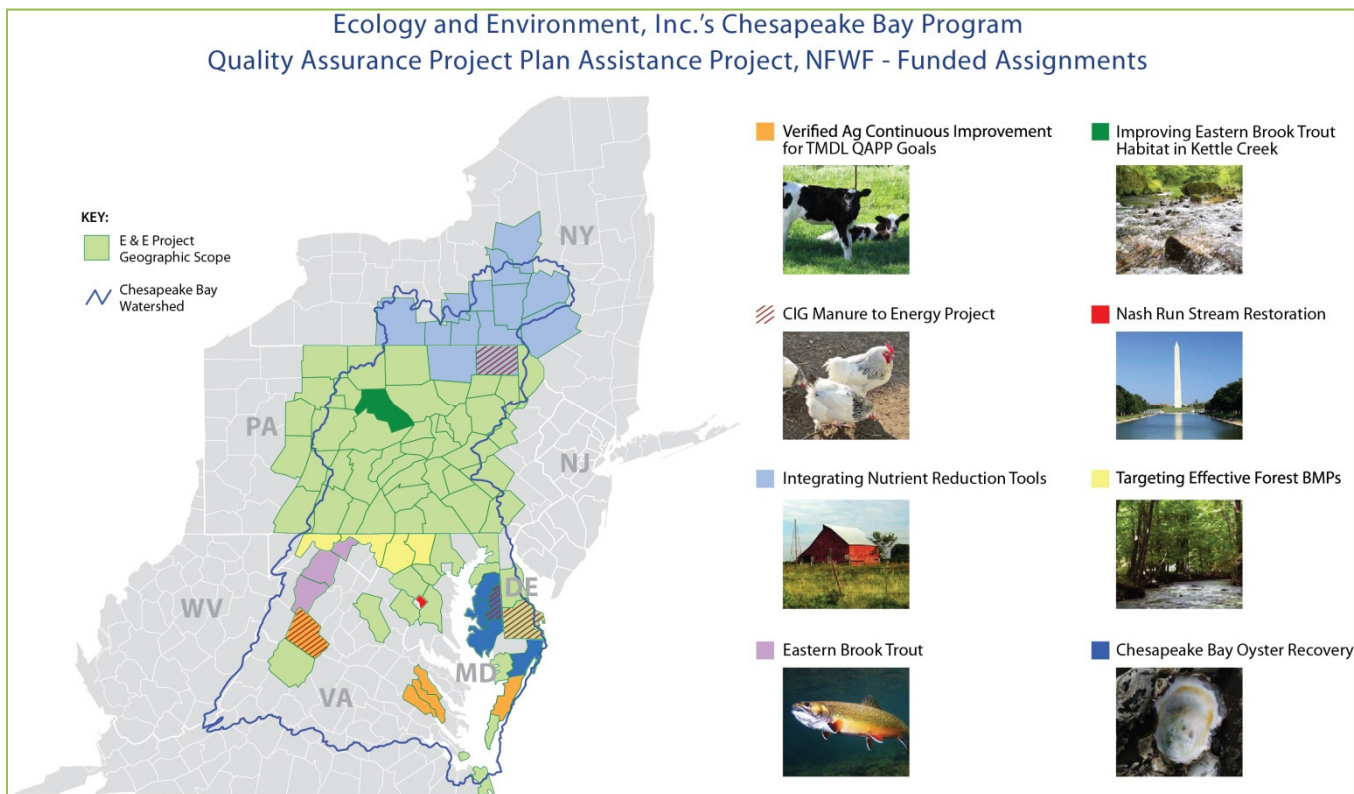 Ecology and Environment, Inc.'s Chesapeake Bay Program
Quality Assurance Project Plan Assistance Project, NFWF - Funded Assignments
KEY:
E & E Project
Geographic Scope
Chesapeake Bay
Watershed
NY
PA
NJ
WV
DE
MD
VA
Verified Ag Continuous Improvement
for TMDL QAPP Goals
Improving Eastern Brook Trout
Habitat in Kettle Creek
CIG Manure to Energy Project
Nash Run Stream Restoration
Integrating Nutrient Reduction Tools
Targeting Effective Forest BMPs
Eastern Brook Trout
Chesapeake Bay Oyster Recovery